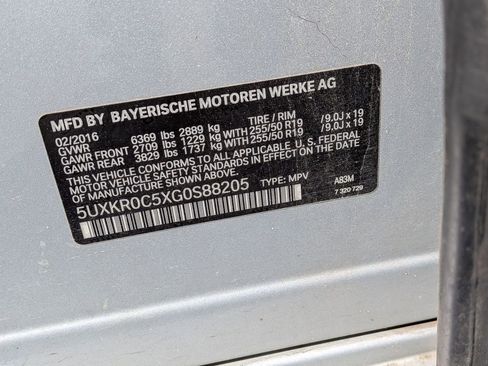 MFD BY BAYERISCHE MOTOREN WERKE AG
02/2016 TIRE / RIM
GVWR 6369 lbs 2889 kg
GAWR FRONT 2709 lbs 1229 kg WITH 255/50 R19 /9.0J x 19
GAWR REAR 3829 lbs 1737 kg WITH 255/50 R19 /9.0J x 19
THIS VEHICLE CONFORMS TO ALL APPLICABLE U.S. FEDERAL
MOTOR VEHICLE SAFETY STANDARDS IN EFFECT
ON THE DATE OF MANUFACTURE SHOWN ABOVE.
5UXKR0C5XG0S88205 TYPE: MPV A83M
7 320 729